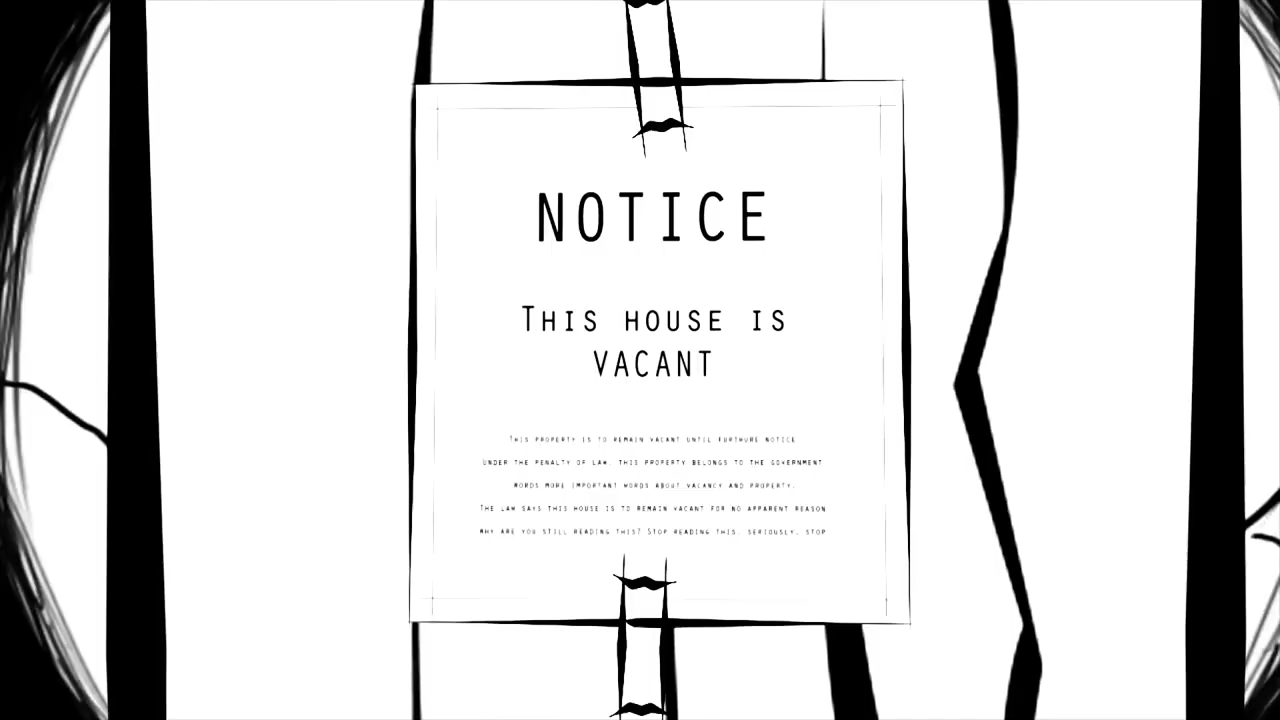 NOTICE
THIS HOUSE IS
VACANT
THIS PROPERTY IS TO REMAIN VACANT UNTIL FURTHURE NOTICE
UNDER THE PENALTY OF LAW. THIS PROPERTY BELONGS TO THE GOVERNMENT
WORDS MORE IMPORTANT WORDS ABOUT VACANCY AND PROPERTY.
THE LAW SAYS THIS HOUSE IS TO REMAIN VACANT FOR NO APPARENT REASON
WHY ARE YOU STILL READING THIS? STOP READING THIS. SERIOUSLY, STOP